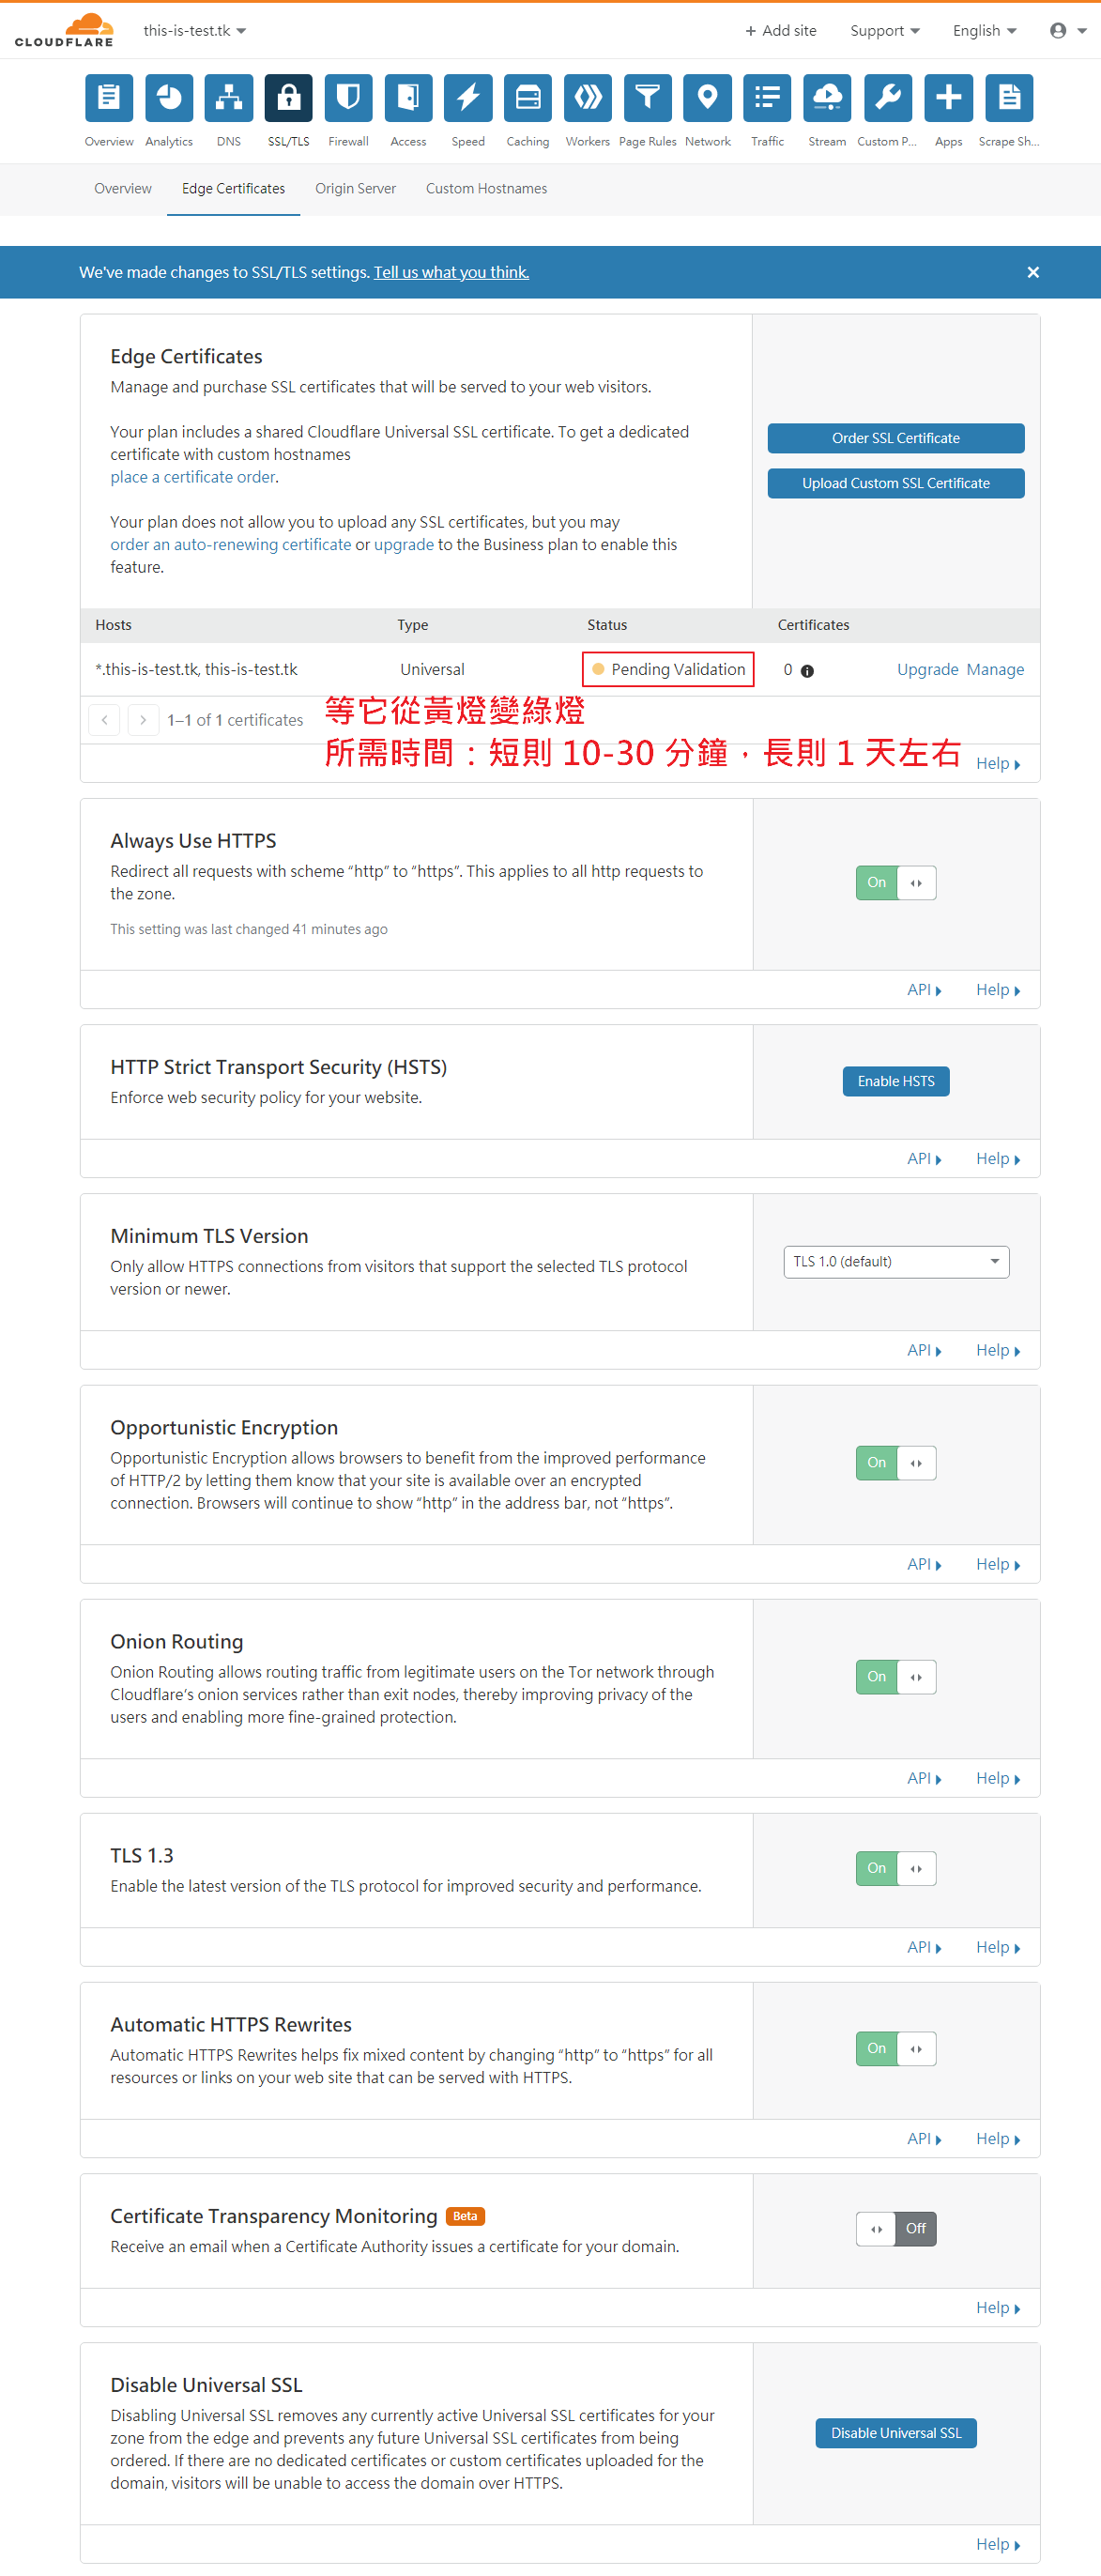 CLOUDFLARE
this-is-test.tk
+ Add site
Support
English
Overview
Analytics
DNS
SSL/TLS
Firewall
Access
Speed
Caching
Workers
Page Rules
Network
Traffic
Stream
Custom P...
Apps
Scrape Sh...
Overview
Edge Certificates
Origin Server
Custom Hostnames
We've made changes to SSL/TLS settings. Tell us what you think.
Edge Certificates
Manage and purchase SSL certificates that will be served to your web visitors.
Your plan includes a shared Cloudflare Universal SSL certificate. To get a dedicated
certificate with custom hostnames
place a certificate order.
Your plan does not allow you to upload any SSL certificates, but you may
order an auto-renewing certificate or upgrade to the Business plan to enable this
feature.
Order SSL Certificate
Upload Custom SSL Certificate
Hosts Type Status Certificates
*.this-is-test.tk, this-is-test.tk Universal Pending Validation 0 Upgrade Manage
1–1 of 1 certificates
等它從黃燈變綠燈
所需時間：短則 10-30 分鐘，長則 1 天左右
Help
Always Use HTTPS
Redirect all requests with scheme “http” to “https”. This applies to all http requests to
the zone.
This setting was last changed 41 minutes ago
On
API Help
HTTP Strict Transport Security (HSTS)
Enforce web security policy for your website.
Enable HSTS
API Help
Minimum TLS Version
Only allow HTTPS connections from visitors that support the selected TLS protocol
version or newer.
TLS 1.0 (default)
API Help
Opportunistic Encryption
Opportunistic Encryption allows browsers to benefit from the improved performance
of HTTP/2 by letting them know that your site is available over an encrypted
connection. Browsers will continue to show “http” in the address bar, not “https”.
On
API Help
Onion Routing
Onion Routing allows routing traffic from legitimate users on the Tor network through
Cloudflare’s onion services rather than exit nodes, thereby improving privacy of the
users and enabling more fine-grained protection.
On
API Help
TLS 1.3
Enable the latest version of the TLS protocol for improved security and performance.
On
API Help
Automatic HTTPS Rewrites
Automatic HTTPS Rewrites helps fix mixed content by changing “http” to “https” for all
resources or links on your web site that can be served with HTTPS.
On
API Help
Certificate Transparency Monitoring Beta
Receive an email when a Certificate Authority issues a certificate for your domain.
Off
Help
Disable Universal SSL
Disabling Universal SSL removes any currently active Universal SSL certificates for your
zone from the edge and prevents any future Universal SSL certificates from being
ordered. If there are no dedicated certificates or custom certificates uploaded for the
domain, visitors will be unable to access the domain over HTTPS.
Disable Universal SSL
Help